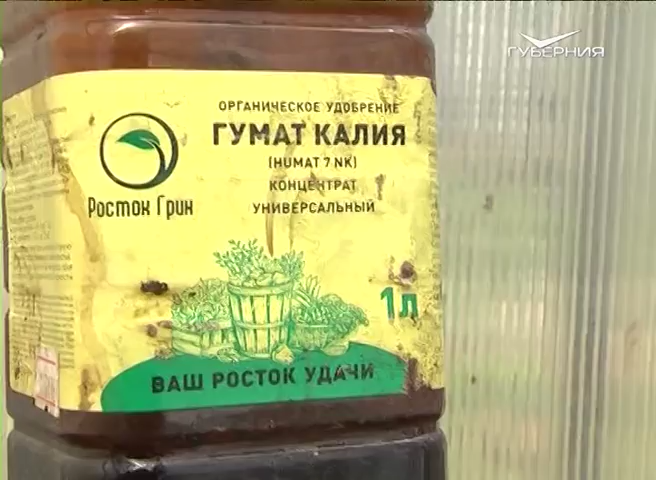 ГУБЕРНИЯ
ОРГАНИЧЕСКОЕ УДОБРЕНИЕ
ГУМАТ КАЛИЯ
(HUMAT 7 NK)
КОНЦЕНТРАТ
УНИВЕРСАЛЬНЫЙ
Росток Грин
1л
ВАШ РОСТОК УДАЧИ